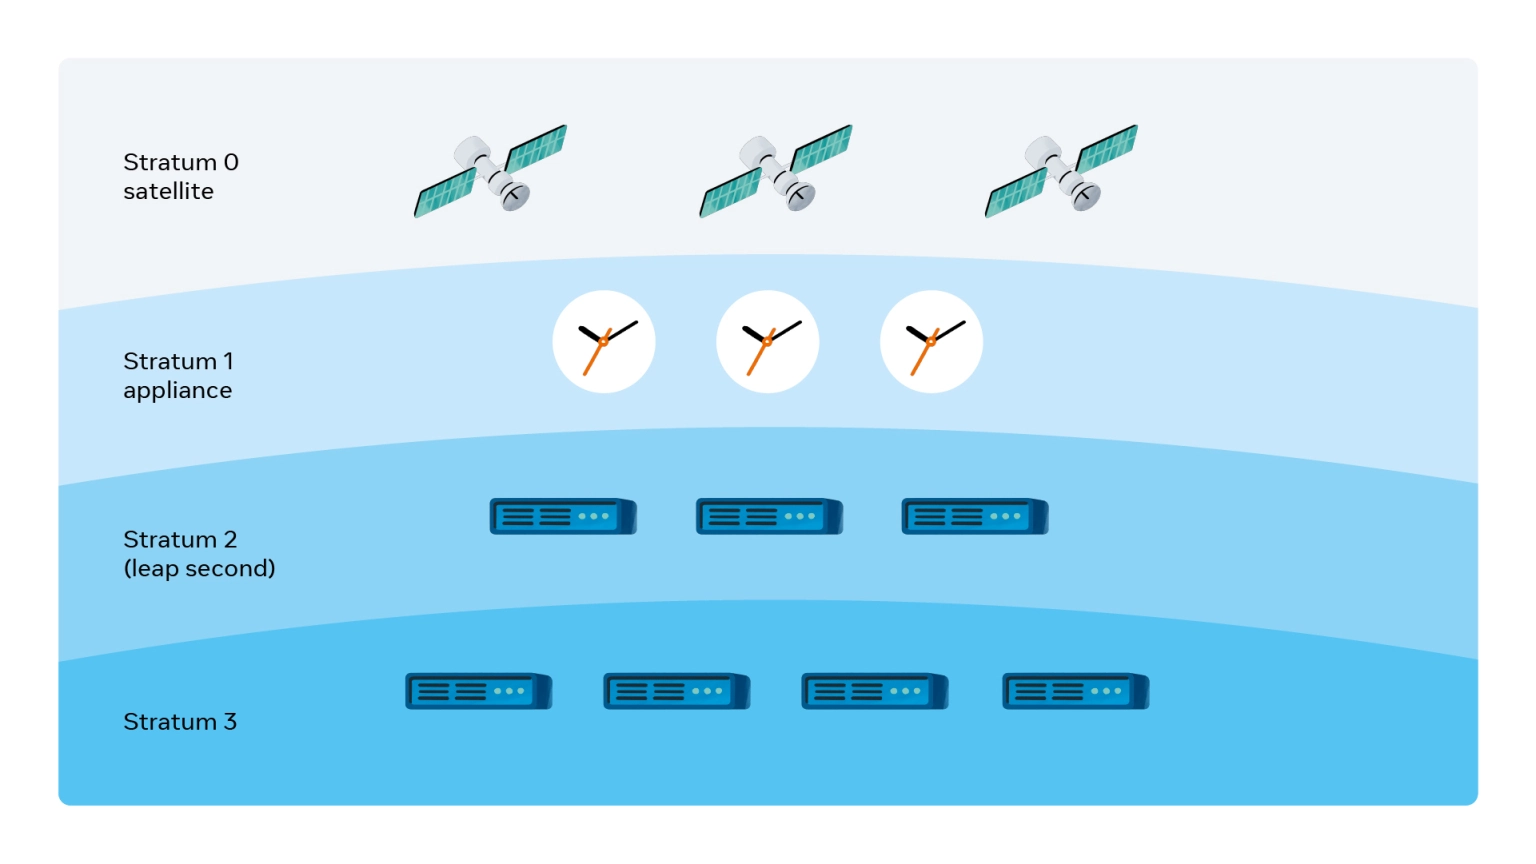 Stratum 0
satellite
Stratum 1
appliance
Stratum 2
(leap second)
Stratum 3